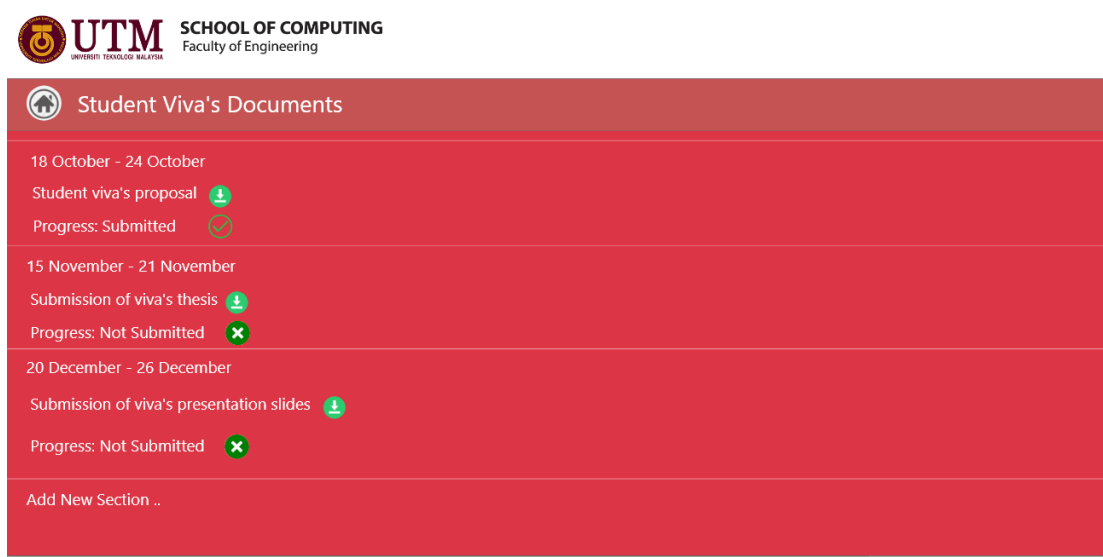 UTM
UNIVERSITI TEKNOLOGI MALAYSIA
SCHOOL OF COMPUTING
Faculty of Engineering
Student Viva's Documents
18 October - 24 October
Student viva's proposal
Progress: Submitted
15 November - 21 November
Submission of viva's thesis
Progress: Not Submitted
20 December - 26 December
Submission of viva's presentation slides
Progress: Not Submitted
Add New Section ..